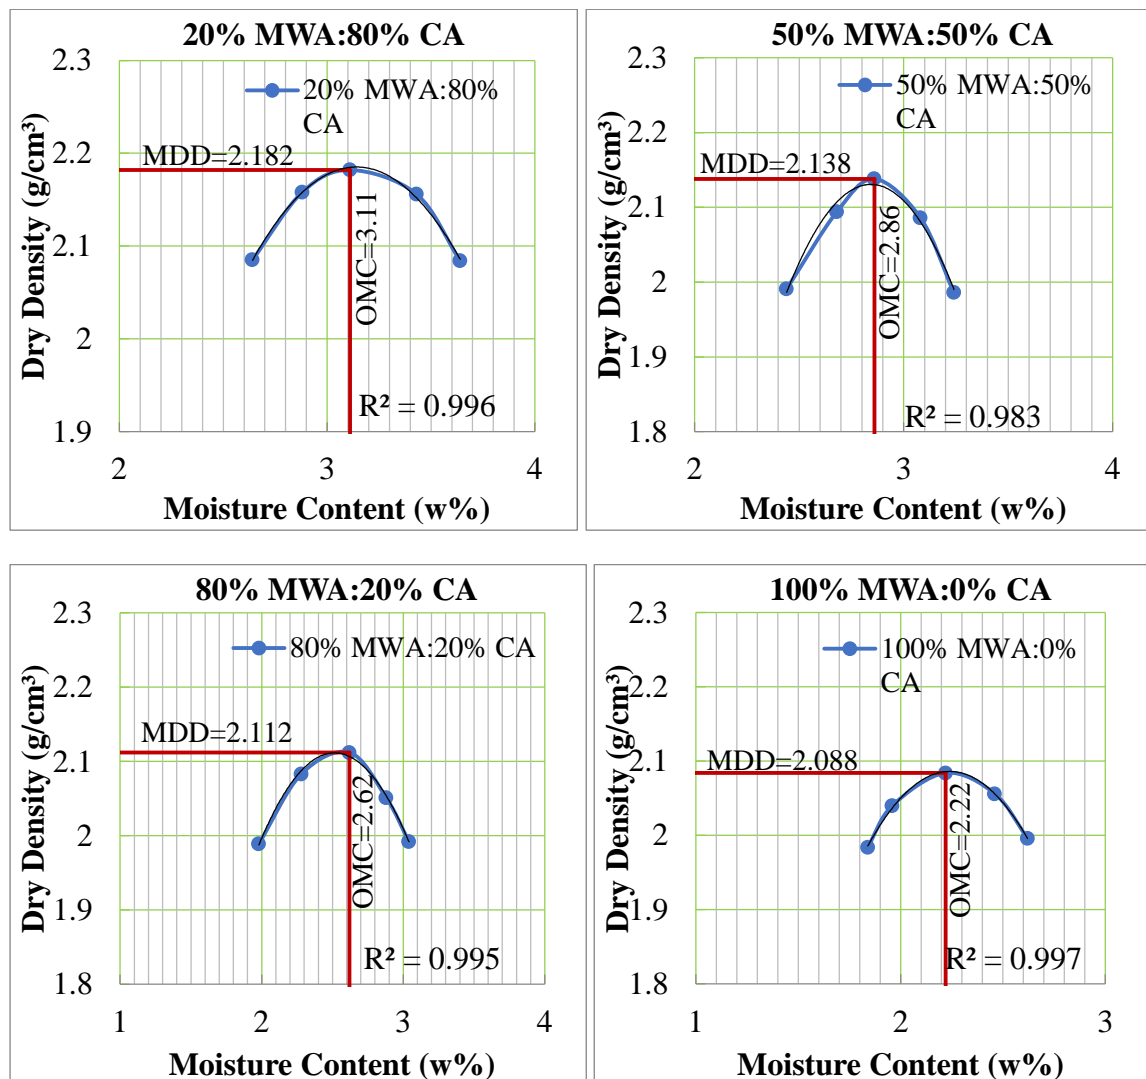 20% MWA:80% CA
2.3
20% MWA:80%
CA
2.2
MDD=2.182
2.1
OMC=3.11
2
R² = 0.996
1.9
2 3 4
Dry Density (g/cm³)
Moisture Content (w%)
50% MWA:50% CA
2.3
50% MWA:50%
CA
2.2
MDD=2.138
2.1
OMC=2.86
2
1.9
R² = 0.983
1.8
2 3 4
Dry Density (g/cm³)
Moisture Content (w%)
80% MWA:20% CA
2.3
80% MWA:20% CA
2.2
MDD=2.112
2.1
OMC=2.62
2
1.9
R² = 0.995
1.8
1 2 3 4
Dry Density (g/cm³)
Moisture Content (w%)
100% MWA:0% CA
2.3
100% MWA:0%
CA
2.2
MDD=2.088
2.1
OMC=2.22
2
1.9
R² = 0.997
1.8
1 2 3
Dry Density (g/cm³)
Moisture Content (w%)